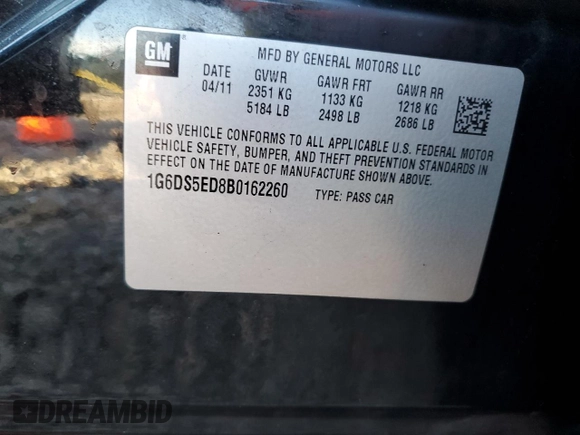 GM
MFD BY GENERAL MOTORS LLC
DATE GVWR GAWR FRT GAWR RR
04/11 2351 KG 1133 KG 1218 KG
5184 LB 2498 LB 2686 LB
THIS VEHICLE CONFORMS TO ALL APPLICABLE U.S. FEDERAL MOTOR
VEHICLE SAFETY, BUMPER, AND THEFT PREVENTION STANDARDS IN
EFFECT ON THE DATE OF MANUFACTURE SHOWN ABOVE.
1G6DS5ED8B0162260 TYPE: PASS CAR
DREAMBID